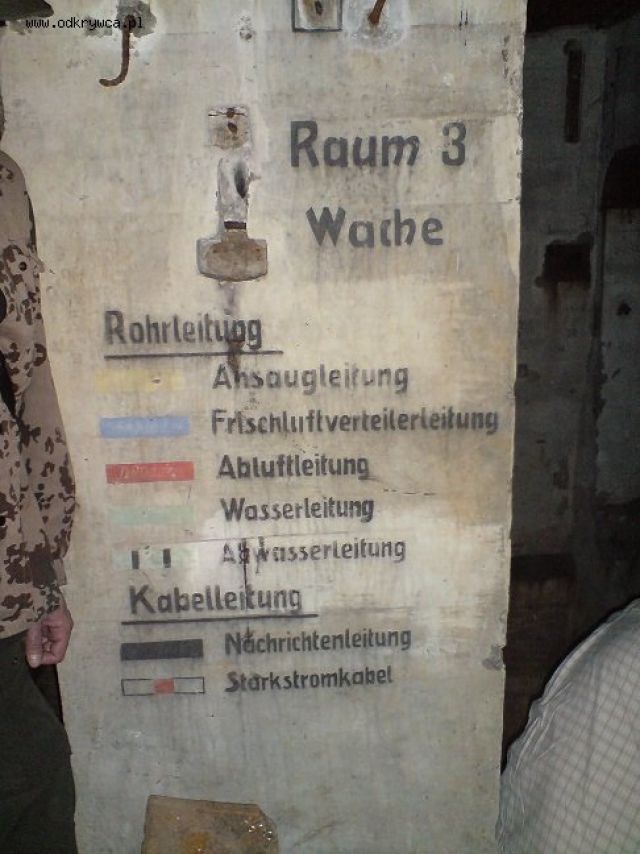 www.odkrywca.pl
Raum 3
Wache
Rohrleitung
Ansaugleitung
Frischluftverteilerleitung
Abluftleitung
Wasserleitung
Abwasserleitung
Kabelleitung
Nachrichtenleitung
Starkstromkabel